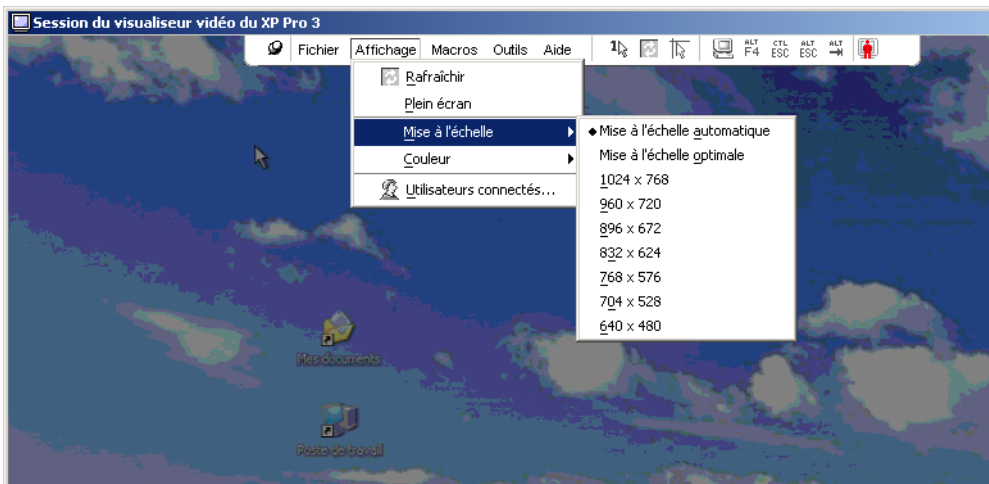 Session du visualiseur vidéo du XP Pro 3
Fichier Affichage Macros Outils Aide 1 ALT F4 CTL ESC ALT ESC ALT
Rafraîchir
Plein écran
Mise à l'échelle
Couleur
Utilisateurs connectés...
Mise à l'échelle automatique
Mise à l'échelle optimale
1024 x 768
960 x 720
896 x 672
832 x 624
768 x 576
704 x 528
640 x 480
Mes documents
Poste de travail